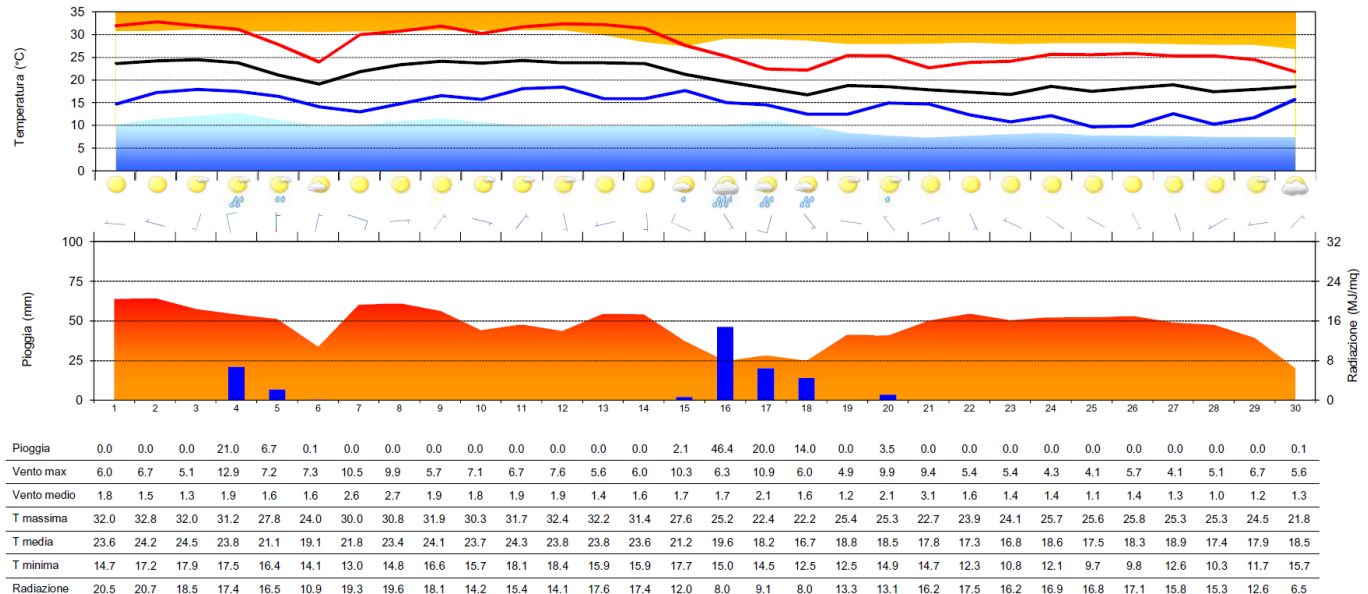 35
30
25
20
15
10
5
0
Temperatura (°C)
100
75
50
25
0
Pioggia (mm)
32
24
16
8
0
Radiazione (MJ/mq)
1 2 3 4 5 6 7 8 9 10 11 12 13 14 15 16 17 18 19 20 21 22 23 24 25 26 27 28 29 30
Pioggia 0.0 0.0 0.0 21.0 6.7 0.1 0.0 0.0 0.0 0.0 0.0 0.0 0.0 0.0 2.1 46.4 20.0 14.0 0.0 3.5 0.0 0.0 0.0 0.0 0.0 0.0 0.0 0.0 0.0 0.1
Vento max 6.0 6.7 5.1 12.9 7.2 7.3 10.5 9.9 5.7 7.1 6.7 7.6 5.6 6.0 10.3 6.3 10.9 6.0 4.9 9.9 9.4 5.4 5.4 4.3 4.1 5.7 4.1 5.1 6.7 5.6
Vento medio 1.8 1.5 1.3 1.9 1.6 1.6 2.6 2.7 1.9 1.8 1.9 1.9 1.4 1.6 1.7 1.7 2.1 1.6 1.2 2.1 3.1 1.6 1.4 1.4 1.1 1.4 1.3 1.0 1.2 1.3
T massima 32.0 32.8 32.0 31.2 27.8 24.0 30.0 30.8 31.9 30.3 31.7 32.4 32.2 31.4 27.6 25.2 22.4 22.2 25.4 25.3 22.7 23.9 24.1 25.7 25.6 25.8 25.3 25.3 24.5 21.8
T media 23.6 24.2 24.5 23.8 21.1 19.1 21.8 23.4 24.1 23.7 24.3 23.8 23.8 23.6 21.2 19.6 18.2 16.7 18.8 18.5 17.8 17.3 16.8 18.6 17.5 18.3 18.9 17.4 17.9 18.5
T minima 14.7 17.2 17.9 17.5 16.4 14.1 13.0 14.8 16.6 15.7 18.1 18.4 15.9 15.9 17.7 15.0 14.5 12.5 12.5 14.9 14.7 12.3 10.8 12.1 9.7 9.8 12.6 10.3 11.7 15.7
Radiazione 20.5 20.7 18.5 17.4 16.5 10.9 19.3 19.6 18.1 14.2 15.4 14.1 17.6 17.4 12.0 8.0 9.1 8.0 13.3 13.1 16.2 17.5 16.2 16.9 16.8 17.1 15.8 15.3 12.6 6.5